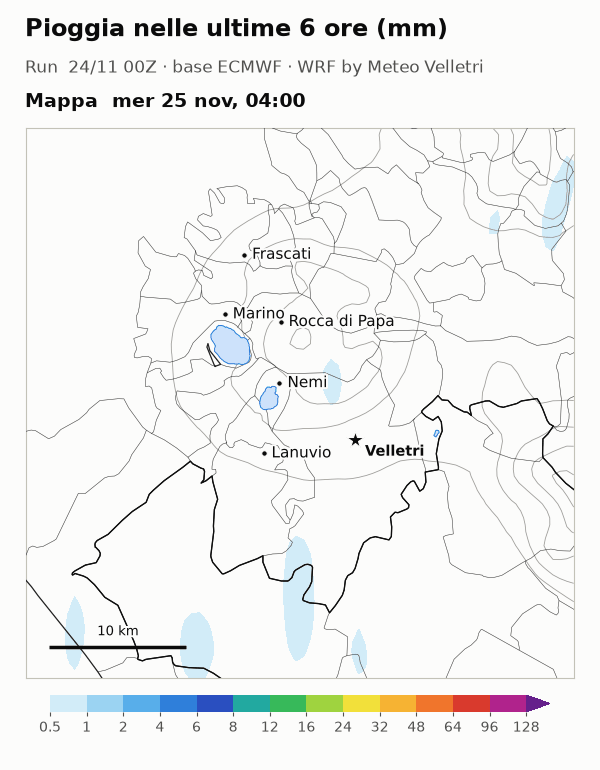 Pioggia nelle ultime 6 ore (mm)
Run  24/11 00Z · base ECMWF · WRF by Meteo Velletri
Mappa  mer 25 nov, 04:00
Frascati
Marino
Rocca di Papa
Nemi
Velletri
Lanuvio
10 km
0.5 1 2 4 6 8 12 16 24 32 48 64 96 128